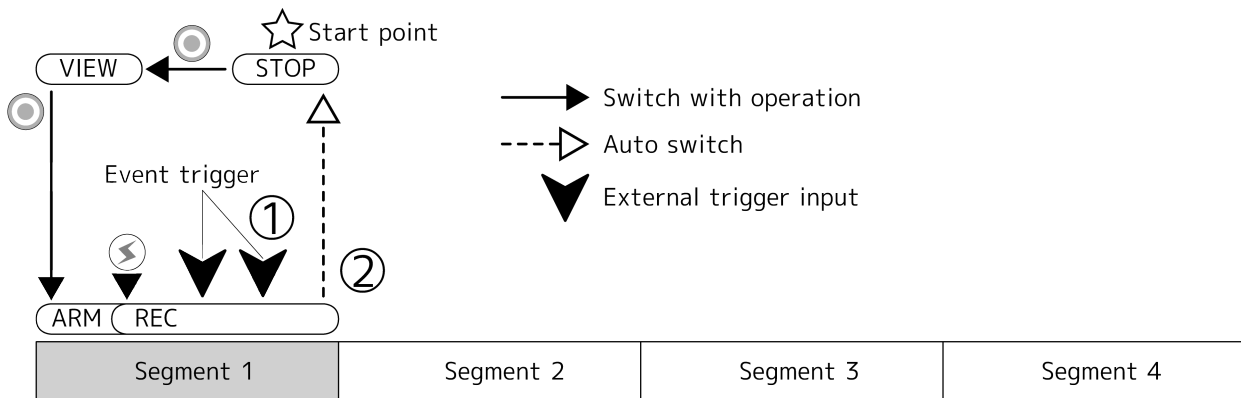 Start point
VIEW
STOP
Switch with operation
Auto switch
Event trigger
External trigger input
①
②
ARM
REC
Segment 1
Segment 2
Segment 3
Segment 4